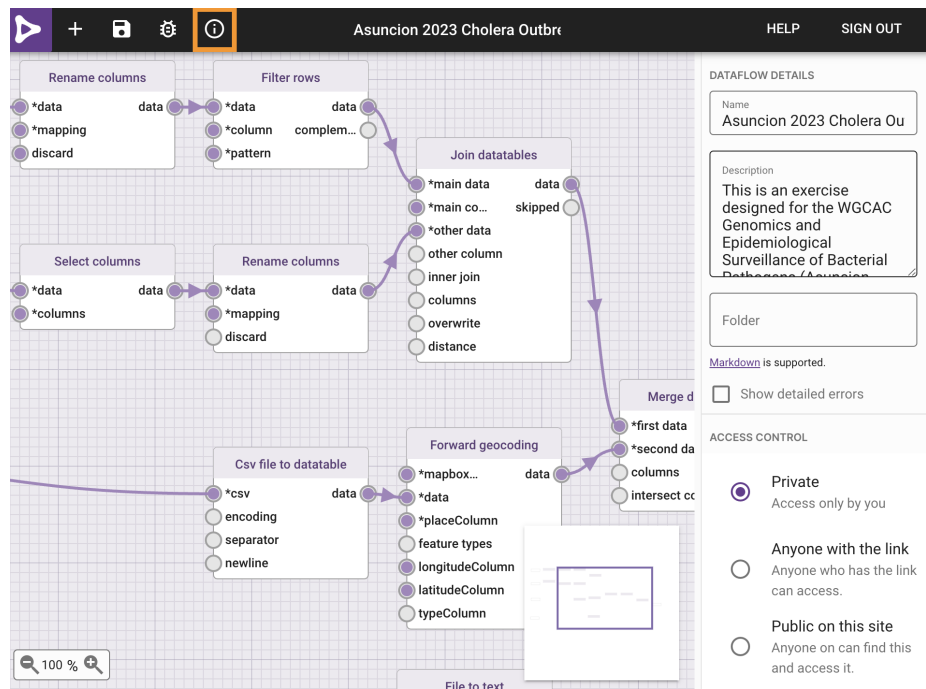 Asuncion 2023 Cholera Outbre
HELP
SIGN OUT
Rename columns
*data data
*mapping
discard
Filter rows
*data data
*column complem...
*pattern
Join datatables
*main data data
*main co... skipped
*other data
other column
inner join
columns
overwrite
distance
Select columns
*data data
*columns
Rename columns
*data data
*mapping
discard
Merge d
*first data
*second da
columns
intersect co
Csv file to datatable
*csv data
encoding
separator
newline
Forward geocoding
*mapbox... data
*data
*placeColumn
feature types
longitudeColumn
latitudeColumn
typeColumn
File to text
100 %
DATAFLOW DETAILS
Name
Asuncion 2023 Cholera Ou
Description
This is an exercise
designed for the WGCAC
Genomics and
Epidemiological
Surveillance of Bacterial
Pathogens (Asuncion
Folder
Markdown is supported.
Show detailed errors
ACCESS CONTROL
Private
Access only by you
Anyone with the link
Anyone who has the link
can access.
Public on this site
Anyone on can find this
and access it.